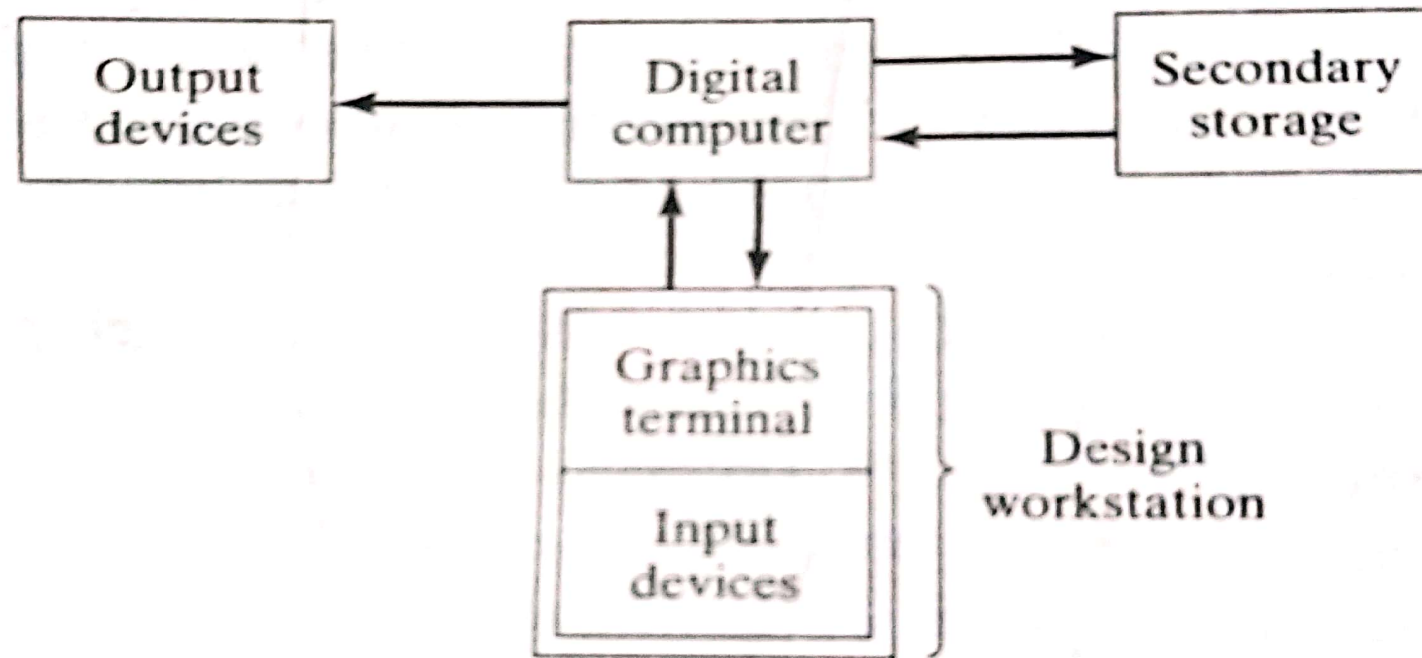 Output
devices
Digital
computer
Secondary
storage
Graphics
terminal
Input
devices
Design
workstation